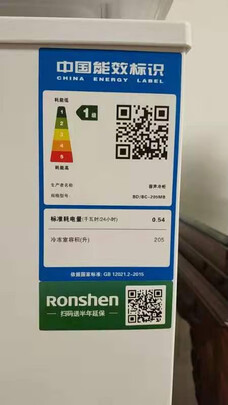 中国能效标识
CHINA ENERGY LABEL
耗能低
1
1级
2
3
4
5
耗能高
生产者名称
容声冷柜
规格型号
标准耗电量(千瓦时/24小时) 0.54
冷冻室容积(升) 205
依据国家标准: GB 12021.2-2015
Ronshen
扫码送半年延保